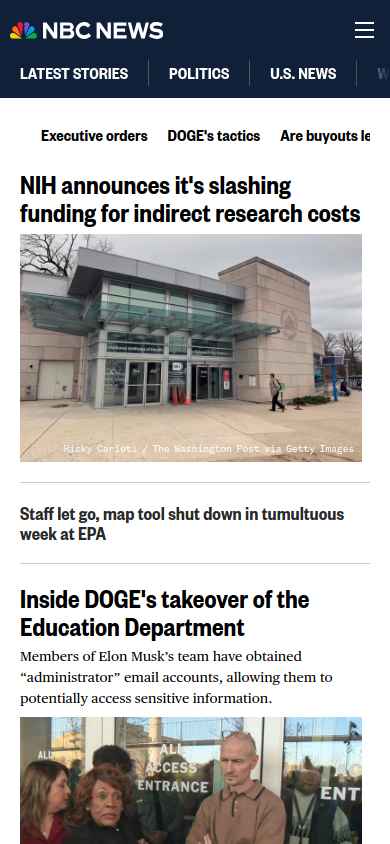 NBC NEWS
LATEST STORIES POLITICS U.S. NEWS
Executive orders DOGE's tactics Are buyouts le
NIH announces it's slashing
funding for indirect research costs
National Institutes of Health
Ricky Carioti / The Washington Post via Getty Images
Staff let go, map tool shut down in tumultuous
week at EPA
Inside DOGE's takeover of the
Education Department
Members of Elon Musk’s team have obtained
“administrator” email accounts, allowing them to
potentially access sensitive information.
ALL
ALL
ACCESS
ENTRANCE
AC
ENT